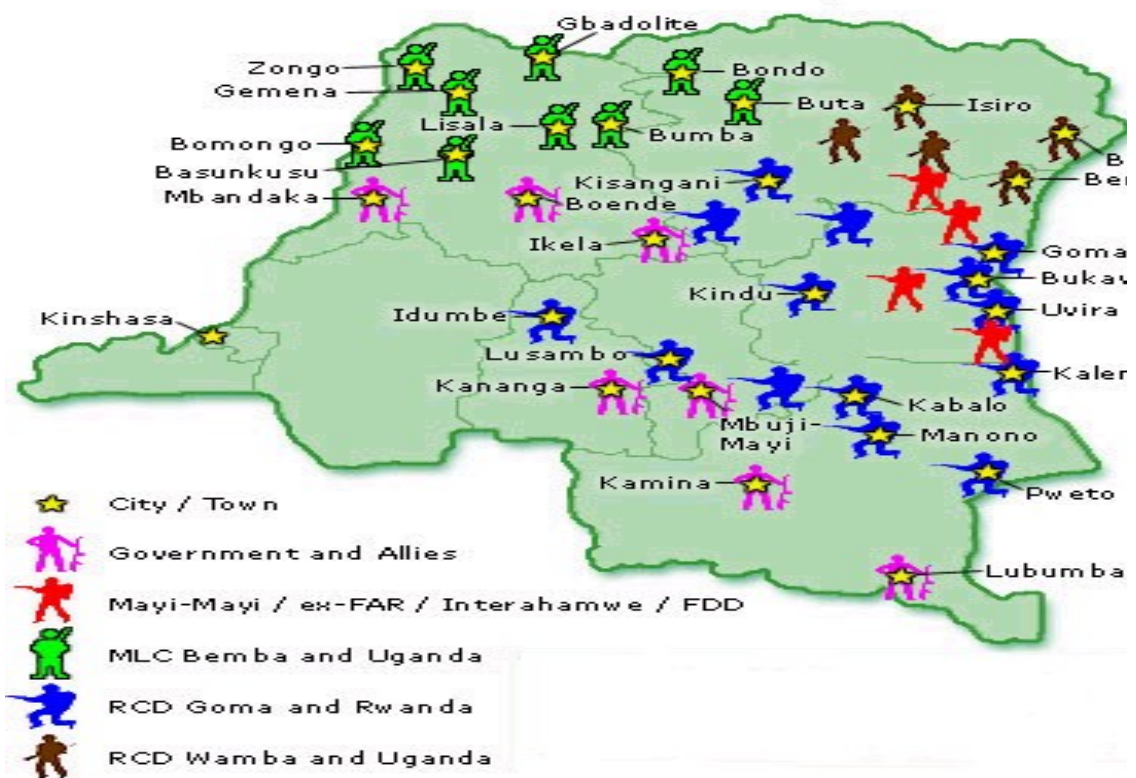 Gbadolite
Zongo
Bondo
Gemena
Buta
Isiro
Lisala
Bumba
Bomongo
Basunkusu
Kisangani
Mbandaka
Boende
Ikela
Goma
Kindu
Uvira
Idumbe
Kinshasa
Lusambo
Kananga
Kabalo
Mbuji-
Mayi
Manono
Kamina
Pweto
City / Town
Government and Allies
Lubumba
Mayi-Mayi / ex-FAR / Interahamwe / FDD
MLC Bemba and Uganda
RCD Goma and Rwanda
RCD Wamba and Uganda